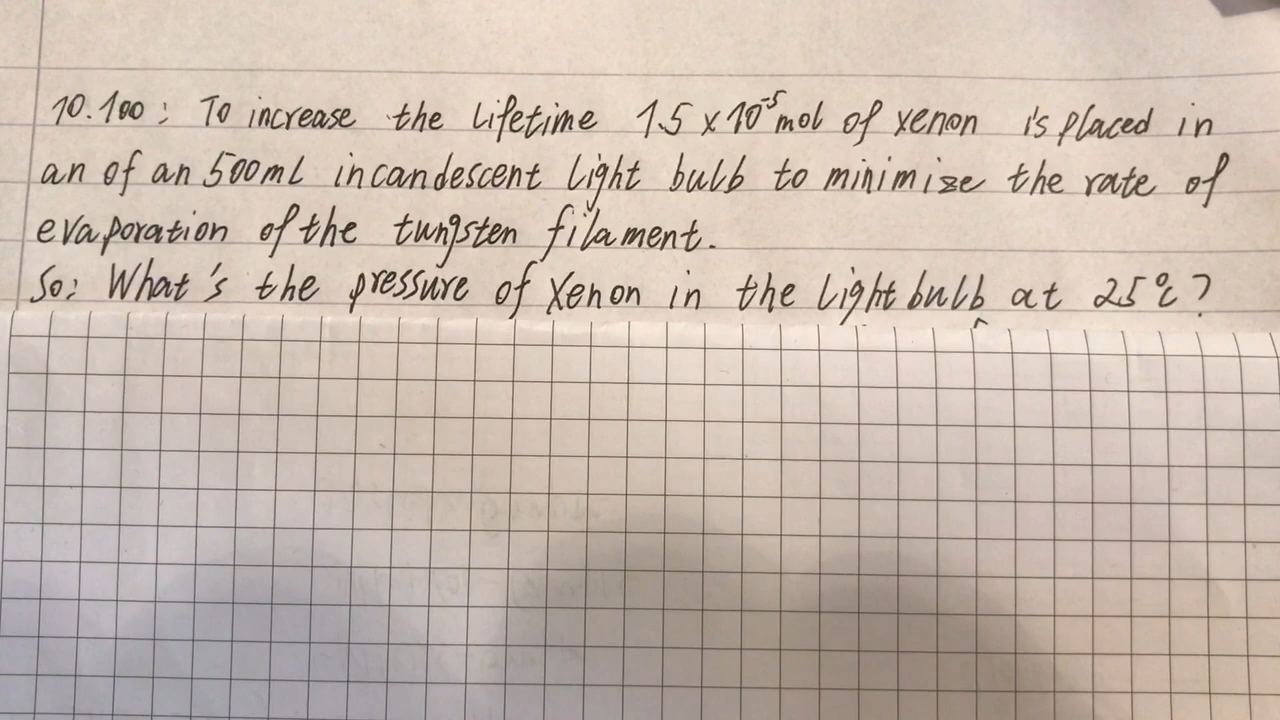 10.100: To increase the lifetime 1.5 x 10⁻⁵ mol of xenon is placed in
an of an 500ml incandescent light bulb to minimize the rate of
evaporation of the tungsten filament.
So: What's the pressure of Xenon in the light bulb at 25°c?